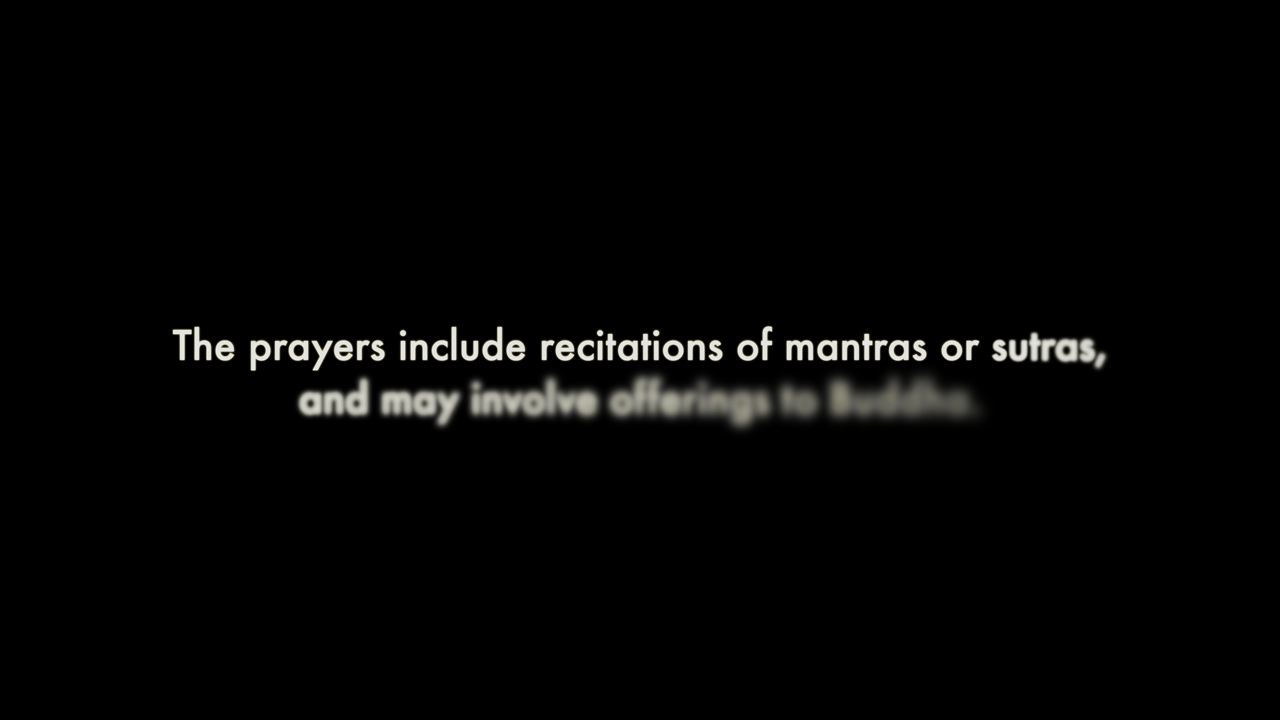 The prayers include recitations of mantras or sutras,
and may involve offerings to Buddha.